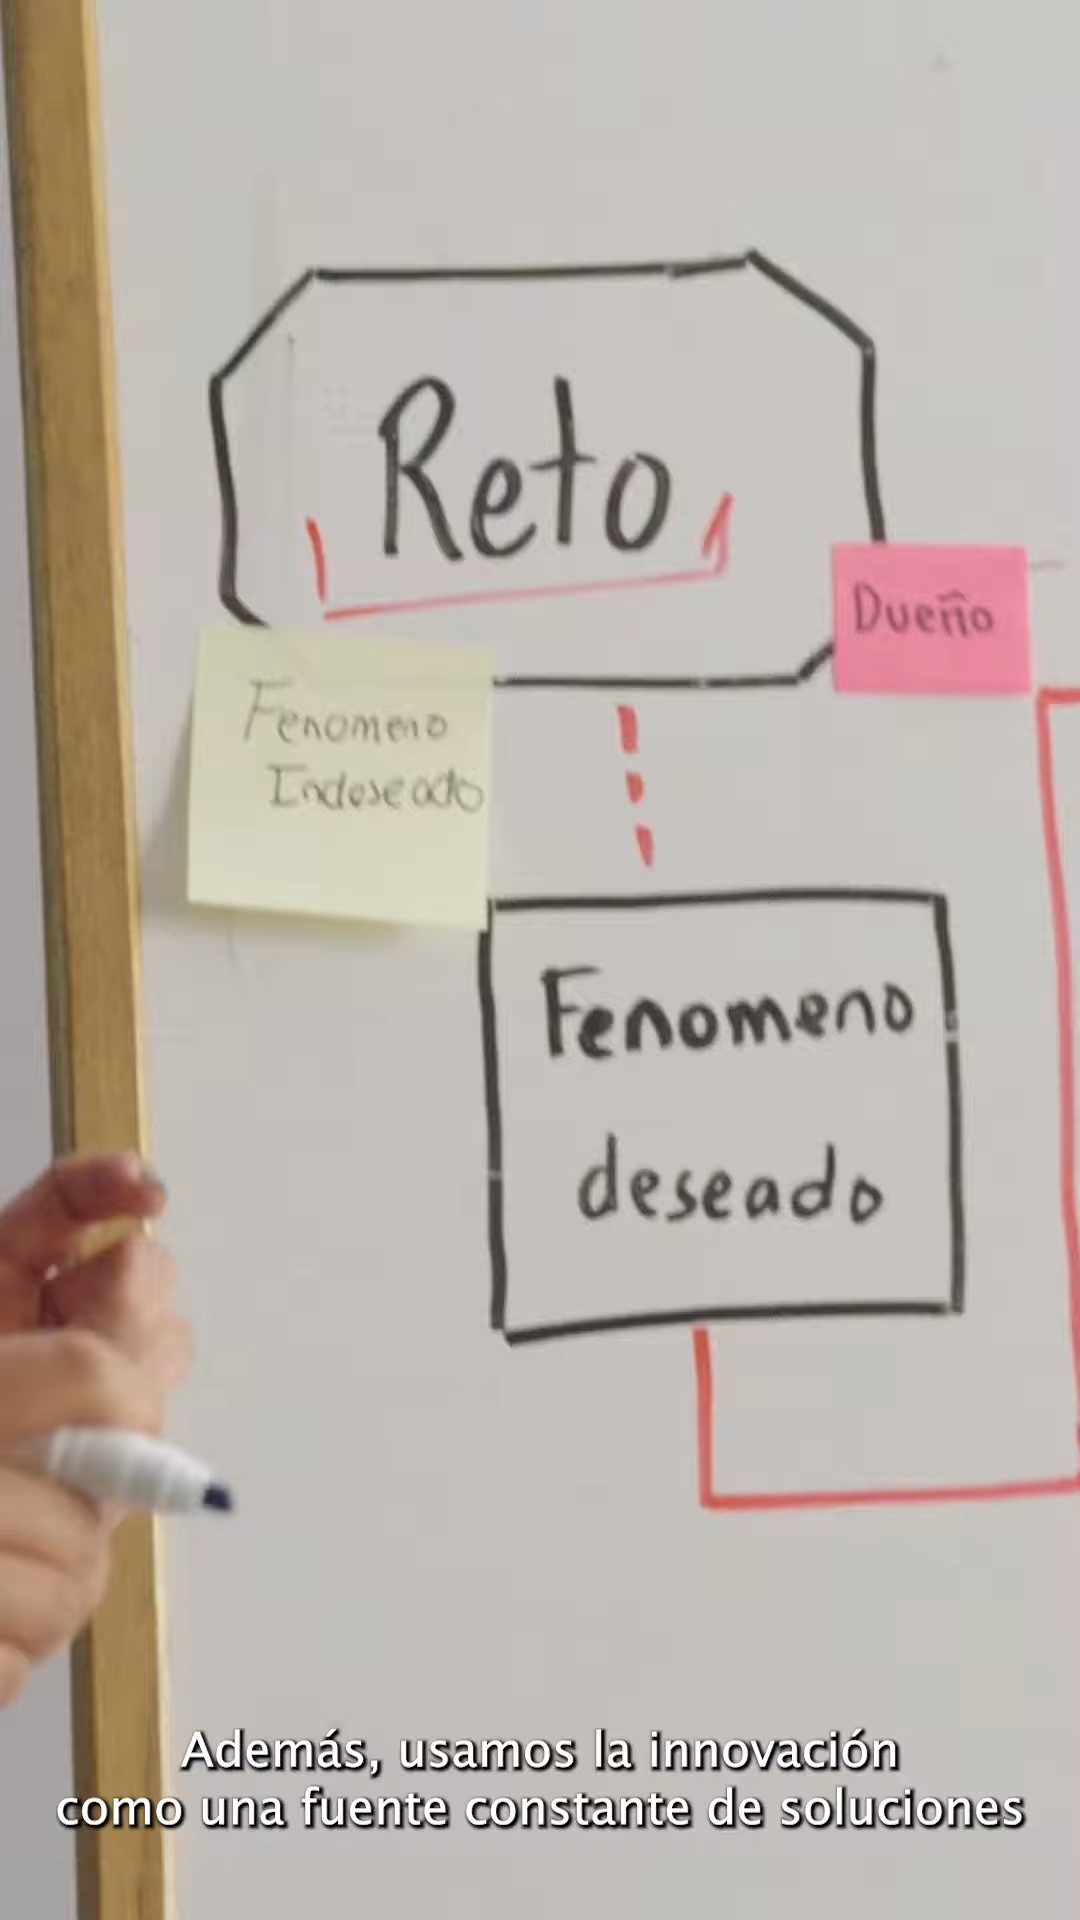 Reto
Dueño
Fenomeno
Indeseado
Fenomeno
deseado
Además, usamos la innovación
como una fuente constante de soluciones